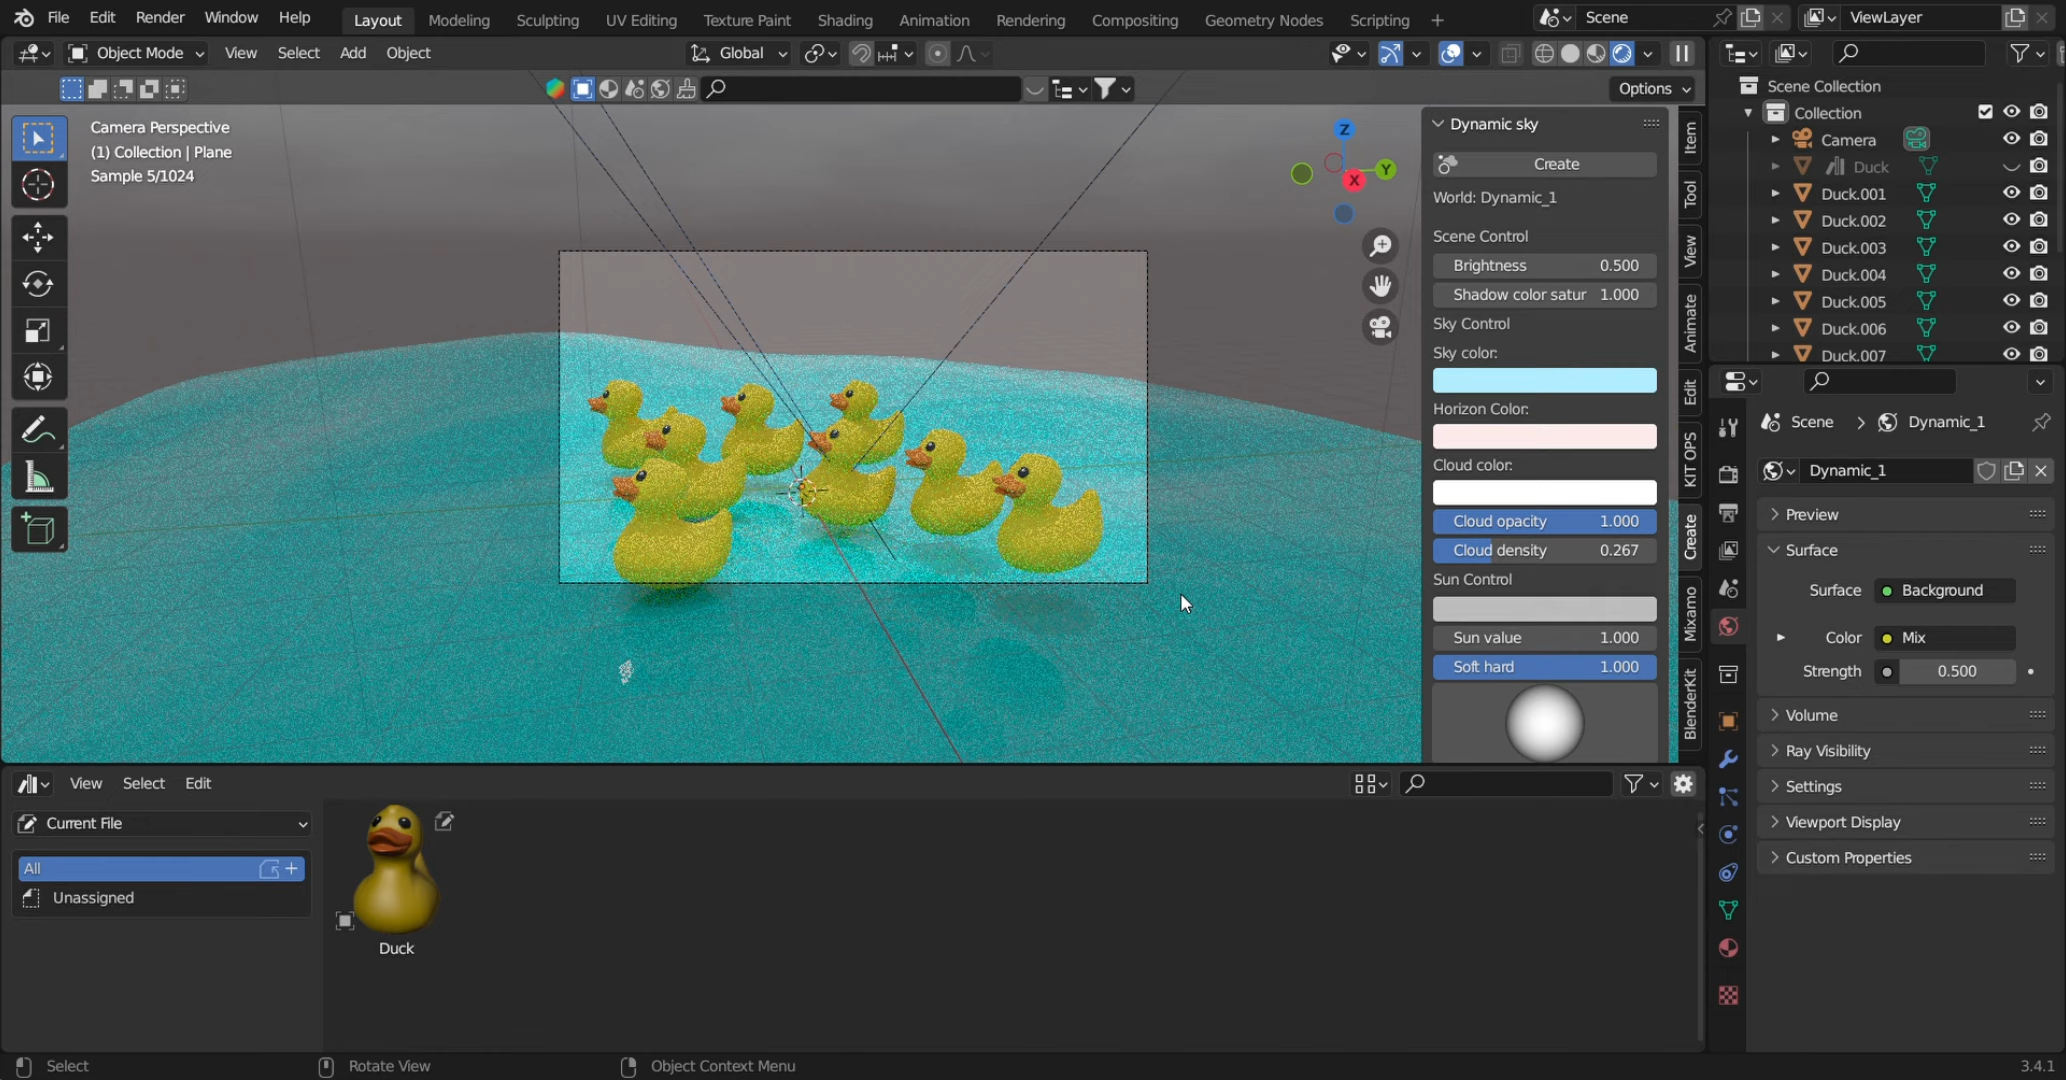 File Edit Render Window Help Layout Modeling Sculpting UV Editing Texture Paint Shading Animation Rendering Compositing Geometry Nodes Scripting + Scene ViewLayer
Object Mode View Select Add Object Global
Options
Camera Perspective
(1) Collection | Plane
Sample 5/1024
Z
Y
X
Dynamic sky
Create
World: Dynamic_1
Scene Control
Brightness 0.500
Shadow color satur 1.000
Sky Control
Sky color:
Horizon Color:
Cloud color:
Cloud opacity 1.000
Cloud density 0.267
Sun Control
Sun value 1.000
Soft hard 1.000
Item
Tool
View
Animate
Edit
KIT OPS
Create
Mixamo
BlenderKit
Scene Collection
Collection
Camera
Duck
Duck.001
Duck.002
Duck.003
Duck.004
Duck.005
Duck.006
Duck.007
Scene > Dynamic_1
Dynamic_1
Preview
Surface
Surface Background
Color Mix
Strength 0.500
Volume
Ray Visibility
Settings
Viewport Display
Custom Properties
View Select Edit
Current File
All
Unassigned
Duck
Select Rotate View Object Context Menu 3.4.1